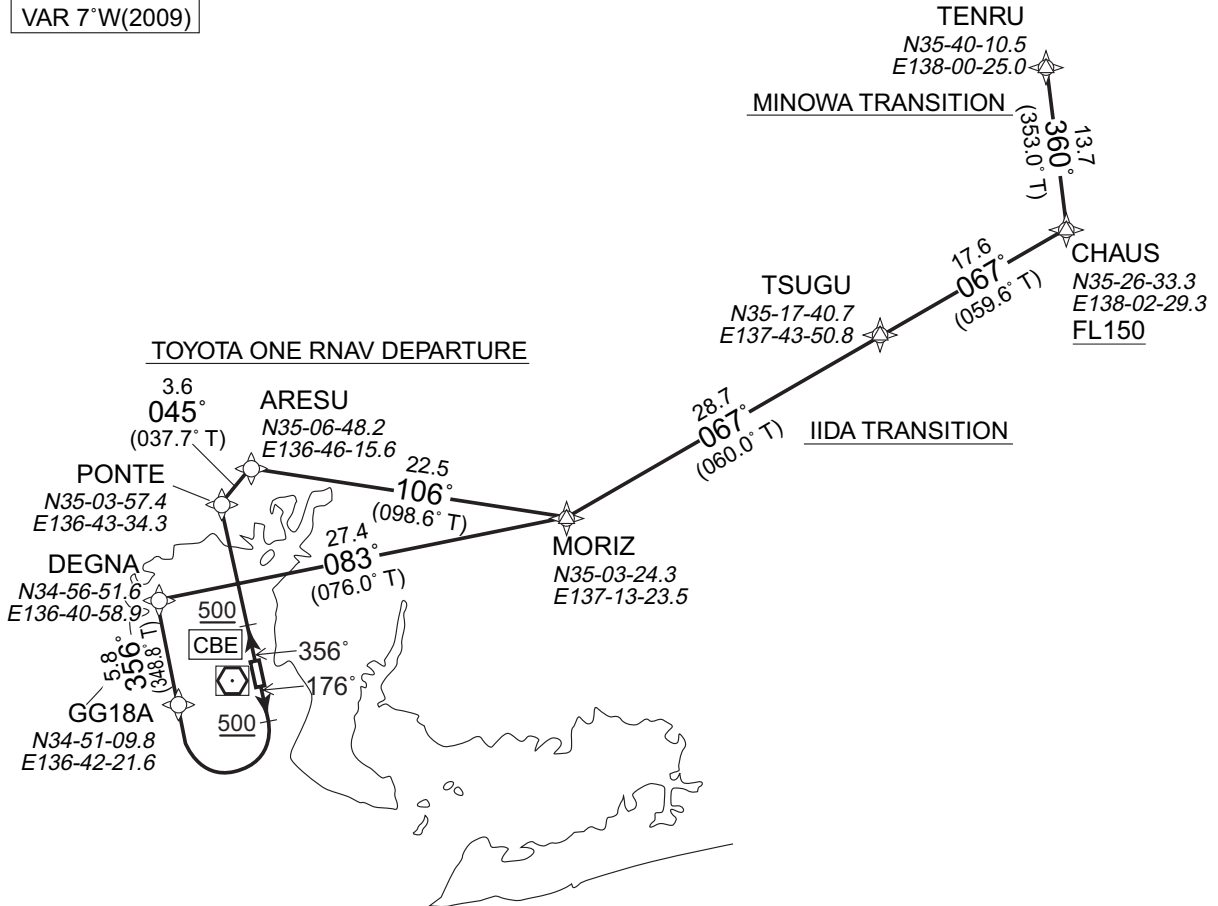 VAR 7°W(2009)
TENRU
N35-40-10.5
E138-00-25.0
MINOWA TRANSITION
13.7
360°
(353.0° T)
CHAUS
N35-26-33.3
E138-02-29.3
FL150
17.6
067°
(059.6° T)
TSUGU
N35-17-40.7
E137-43-50.8
TOYOTA ONE RNAV DEPARTURE
28.7
067°
(060.0° T)
IIDA TRANSITION
3.6
045°
(037.7° T)
ARESU
N35-06-48.2
E136-46-15.6
PONTE
N35-03-57.4
E136-43-34.3
22.5
106°
(098.6° T)
27.4
083°
(076.0° T)
MORIZ
N35-03-24.3
E137-13-23.5
DEGNA
N34-56-51.6
E136-40-58.9
500
CBE
356°
176°
500
5.8
356°
(348.8° T)
GG18A
N34-51-09.8
E136-42-21.6